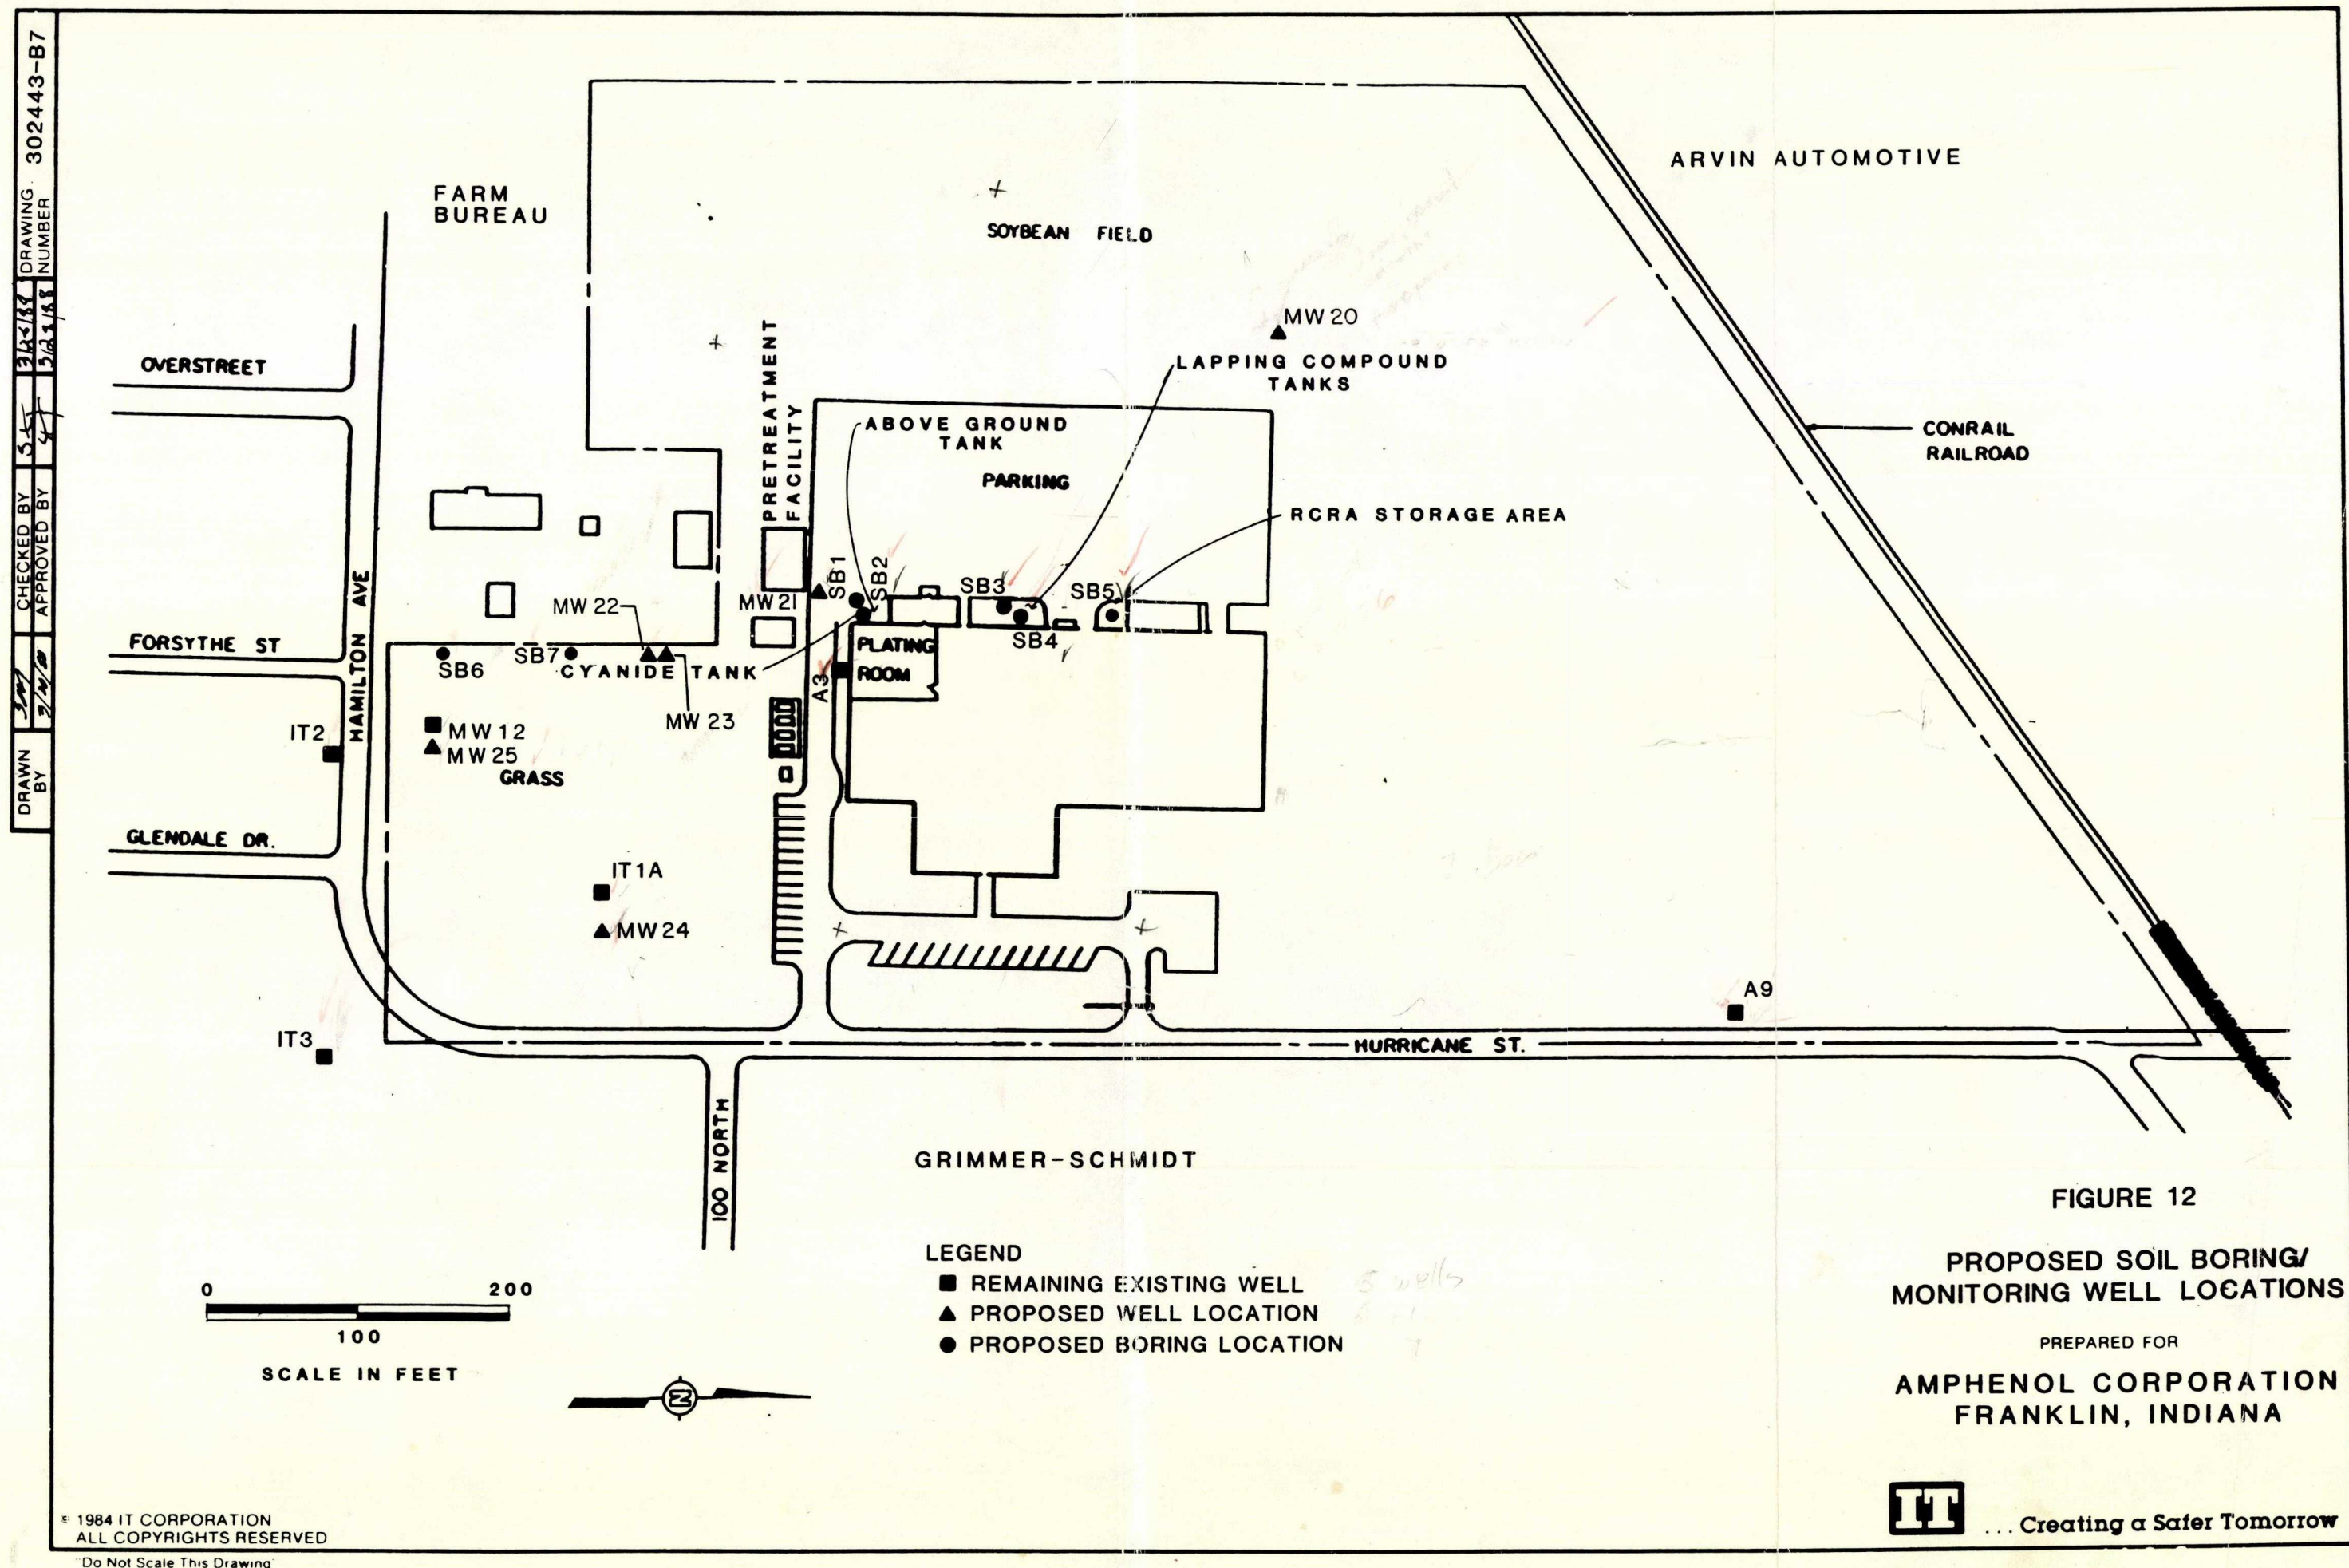 DRAWING NUMBER 302443-B7
CHECKED BY
APPROVED BY
DRAWN BY
FARM
BUREAU
SOYBEAN FIELD
ARVIN AUTOMOTIVE
MW 20
LAPPING COMPOUND
TANKS
OVERSTREET
PRETREATMENT
FACILITY
ABOVE GROUND
TANK
PARKING
CONRAIL
RAILROAD
RCRA STORAGE AREA
HAMILTON AVE
MW 22
MW 21
SB1
SB2
SB3
SB4
SB5
FORSYTHE ST
SB6
SB7
CYANIDE TANK
PLATING
ROOM
A3
MW 23
IT2
MW 12
MW 25
GRASS
GLENDALE DR.
IT1A
MW 24
IT3
A9
HURRICANE ST.
100 NORTH
GRIMMER-SCHMIDT
LEGEND
REMAINING EXISTING WELL
PROPOSED WELL LOCATION
PROPOSED BORING LOCATION
5 wells
0 200
100
SCALE IN FEET
N
FIGURE 12
PROPOSED SOIL BORING/
MONITORING WELL LOCATIONS
PREPARED FOR
AMPHENOL CORPORATION
FRANKLIN, INDIANA
IT
... Creating a Safer Tomorrow
© 1984 IT CORPORATION
ALL COPYRIGHTS RESERVED
"Do Not Scale This Drawing"